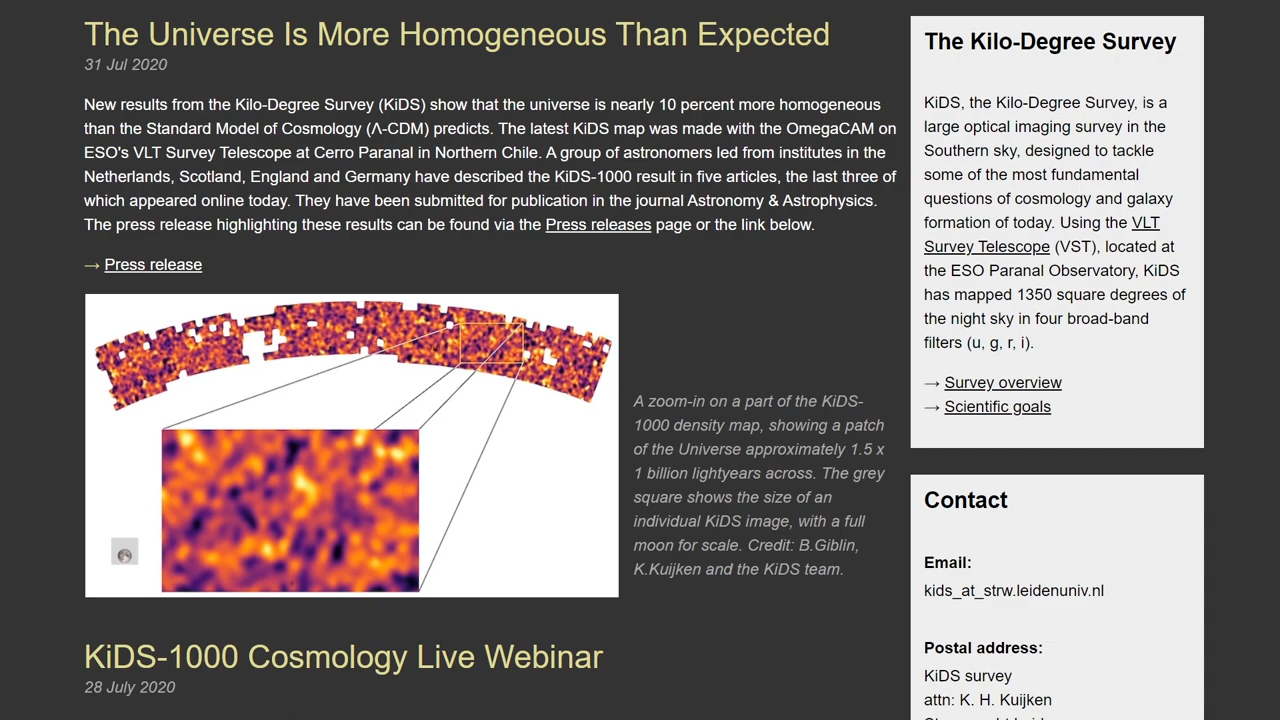 The Universe Is More Homogeneous Than Expected
31 Jul 2020
New results from the Kilo-Degree Survey (KiDS) show that the universe is nearly 10 percent more homogeneous
than the Standard Model of Cosmology (Λ-CDM) predicts. The latest KiDS map was made with the OmegaCAM on
ESO's VLT Survey Telescope at Cerro Paranal in Northern Chile. A group of astronomers led from institutes in the
Netherlands, Scotland, England and Germany have described the KiDS-1000 result in five articles, the last three of
which appeared online today. They have been submitted for publication in the journal Astronomy & Astrophysics.
The press release highlighting these results can be found via the Press releases page or the link below.
→ Press release
A zoom-in on a part of the KiDS-
1000 density map, showing a patch
of the Universe approximately 1.5 x
1 billion lightyears across. The grey
square shows the size of an
individual KiDS image, with a full
moon for scale. Credit: B.Giblin,
K.Kuijken and the KiDS team.
KiDS-1000 Cosmology Live Webinar
28 July 2020
The Kilo-Degree Survey
KiDS, the Kilo-Degree Survey, is a
large optical imaging survey in the
Southern sky, designed to tackle
some of the most fundamental
questions of cosmology and galaxy
formation of today. Using the VLT
Survey Telescope (VST), located at
the ESO Paranal Observatory, KiDS
has mapped 1350 square degrees of
the night sky in four broad-band
filters (u, g, r, i).
→ Survey overview
→ Scientific goals
Contact
Email:
kids_at_strw.leidenuniv.nl
Postal address:
KiDS survey
attn: K. H. Kuijken